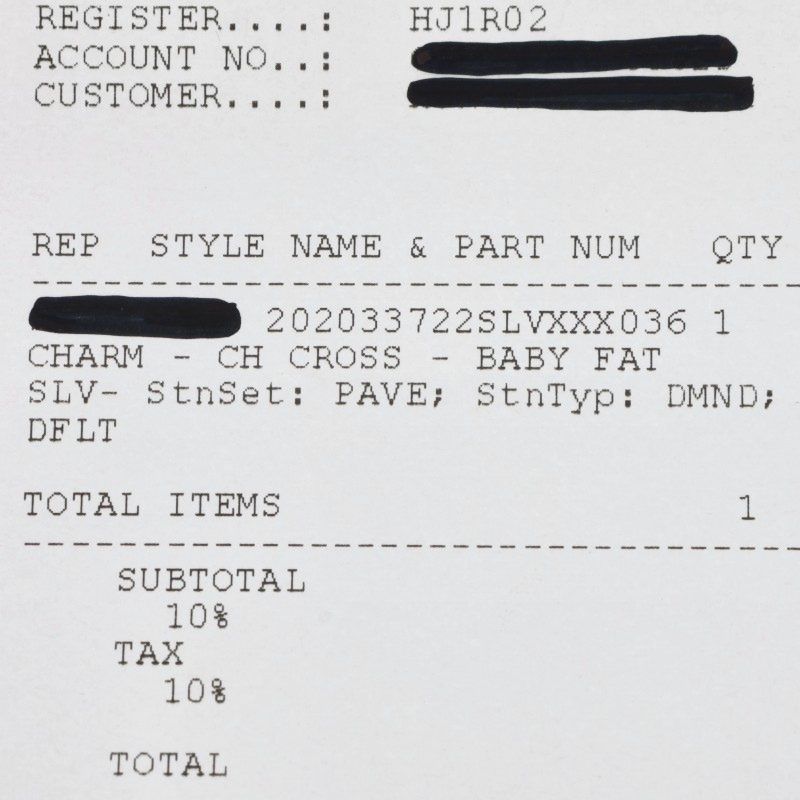 REGISTER....: HJ1R02
ACCOUNT NO..:
CUSTOMER....:
REP STYLE NAME & PART NUM QTY
202033722SLVXXX036 1
CHARM - CH CROSS - BABY FAT
SLV- StnSet: PAVE; StnTyp: DMND;
DFLT
TOTAL ITEMS 1
SUBTOTAL
10%
TAX
10%
TOTAL